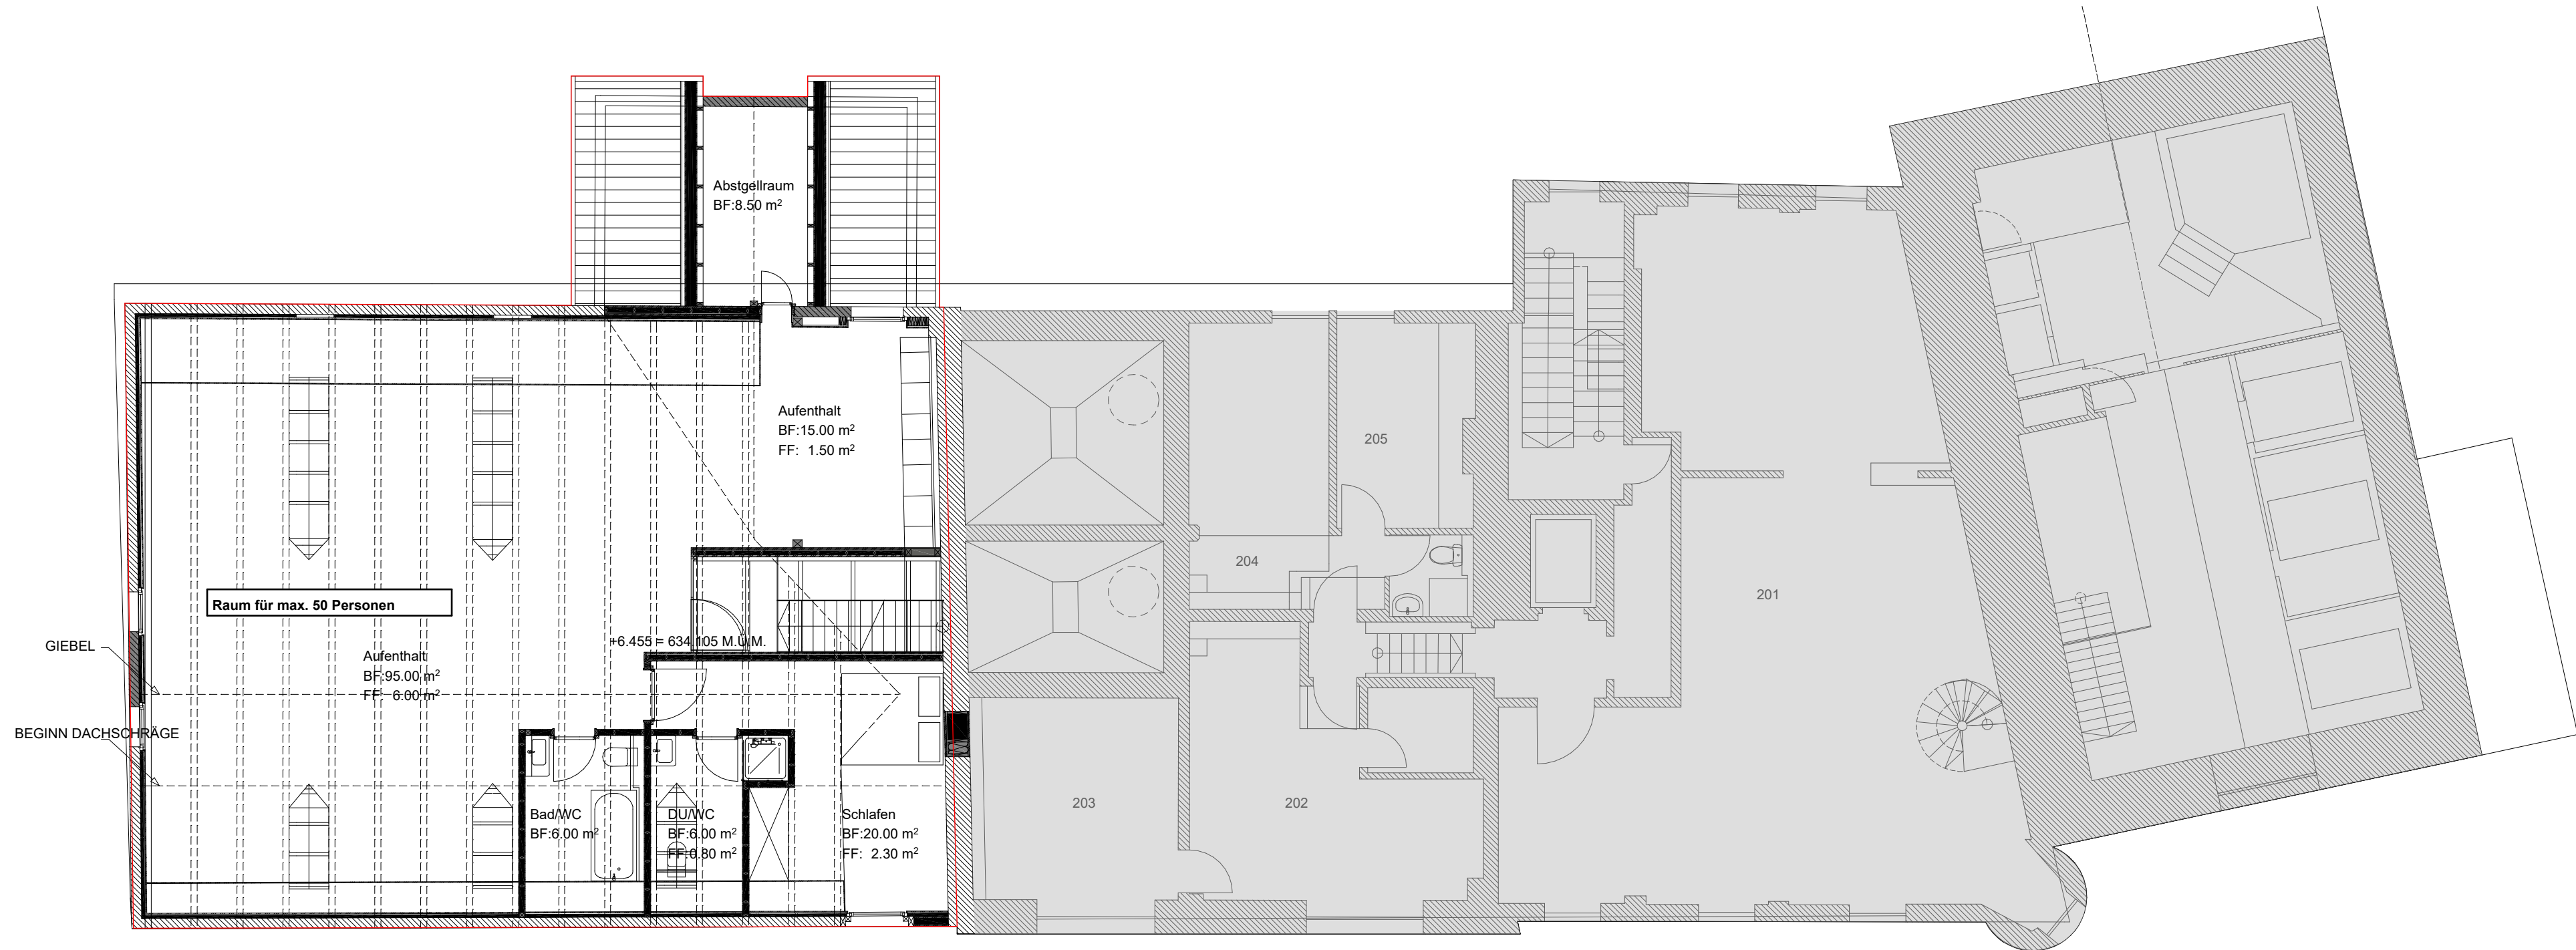 Abstgellraum
BF:8.50 m²
Aufenthalt
BF:15.00 m²
FF: 1.50 m²
205
204
201
Raum für max. 50 Personen
+6.455 = 634.105 M.Ü.M.
GIEBEL
Aufenthalt
BF:95.00 m²
FF: 6.00 m²
BEGINN DACHSCHRÄGE
Bad/WC
BF:6.00 m²
DU/WC
BF:6.00 m²
FF:0.80 m²
Schlafen
BF:20.00 m²
FF: 2.30 m²
203
202